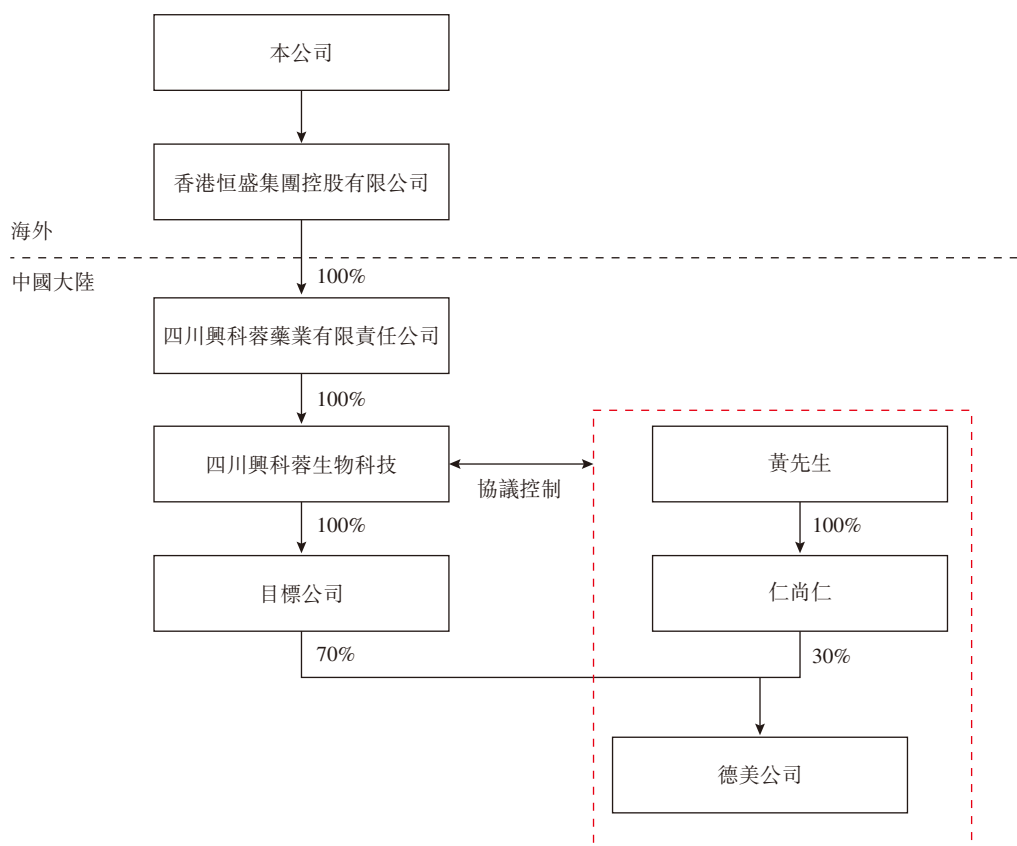 本公司
香港恒盛集團控股有限公司
海外
中國大陸
100%
四川興科蓉藥業有限責任公司
100%
四川興科蓉生物科技
協議控制
黃先生
100%
100%
目標公司
仁尚仁
70%
30%
德美公司